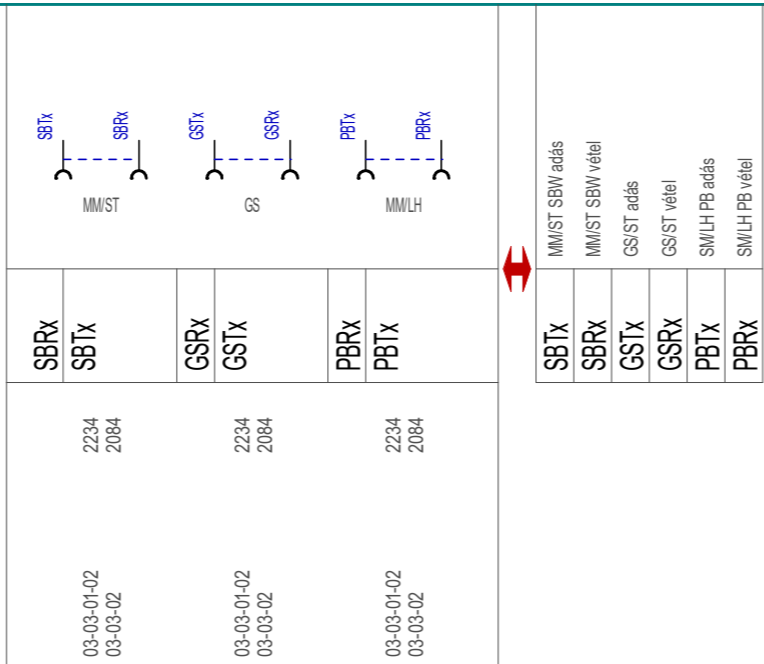 SBTx
SBRx
GSTx
GSRx
PBTx
PBRx
MM/ST
GS
MM/LH
MM/ST SBW adás
MM/ST SBW vétel
GS/ST adás
GS/ST vétel
SM/LH PB adás
SM/LH PB vétel
SBRx
SBTx
GSRx
GSTx
PBRx
PBTx
SBTx
SBRx
GSTx
GSRx
PBTx
PBRx
2234
2084
2234
2084
2234
2084
03-03-01-02
03-03-02
03-03-01-02
03-03-02
03-03-01-02
03-03-02